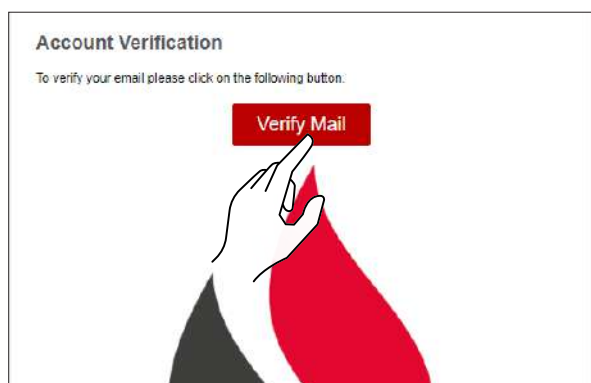 Account Verification
To verify your email please click on the following button.
Verify Mail